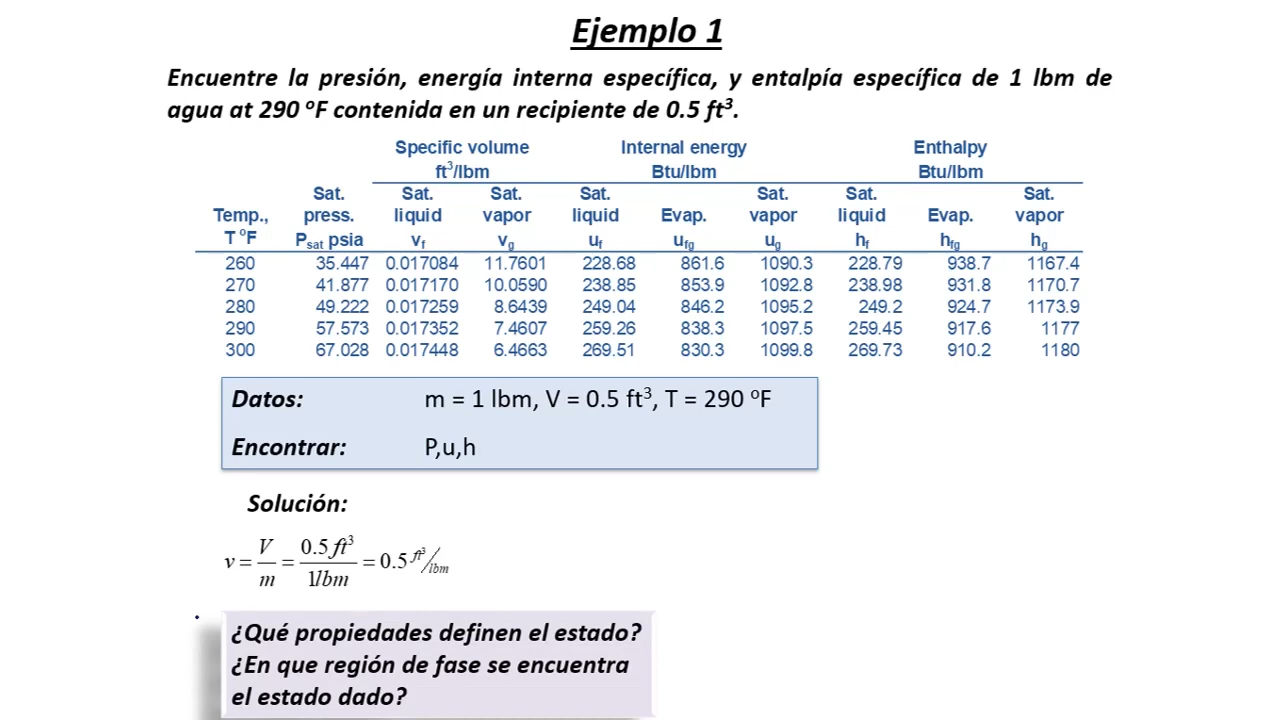 Ejemplo 1
Encuentre la presión, energía interna específica, y entalpía específica de 1 lbm de
agua at 290 ºF contenida en un recipiente de 0.5 ft³.
Specific volume Internal energy Enthalpy
ft³/lbm Btu/lbm Btu/lbm
Sat. Sat. Sat. Sat. Sat. Sat. Sat.
Temp., press. liquid vapor liquid Evap. vapor liquid Evap. vapor
T ºF Psat psia vf vg uf ufg ug hf hfg hg
260 35.447 0.017084 11.7601 228.68 861.6 1090.3 228.79 938.7 1167.4
270 41.877 0.017170 10.0590 238.85 853.9 1092.8 238.98 931.8 1170.7
280 49.222 0.017259 8.6439 249.04 846.2 1095.2 249.2 924.7 1173.9
290 57.573 0.017352 7.4607 259.26 838.3 1097.5 259.45 917.6 1177
300 67.028 0.017448 6.4663 269.51 830.3 1099.8 269.73 910.2 1180
Datos: m = 1 lbm, V = 0.5 ft³, T = 290 ºF
Encontrar: P,u,h
Solución:
v = V/m = 0.5 ft³/1lbm = 0.5 ft³/lbm
¿Qué propiedades definen el estado?
¿En que región de fase se encuentra
el estado dado?